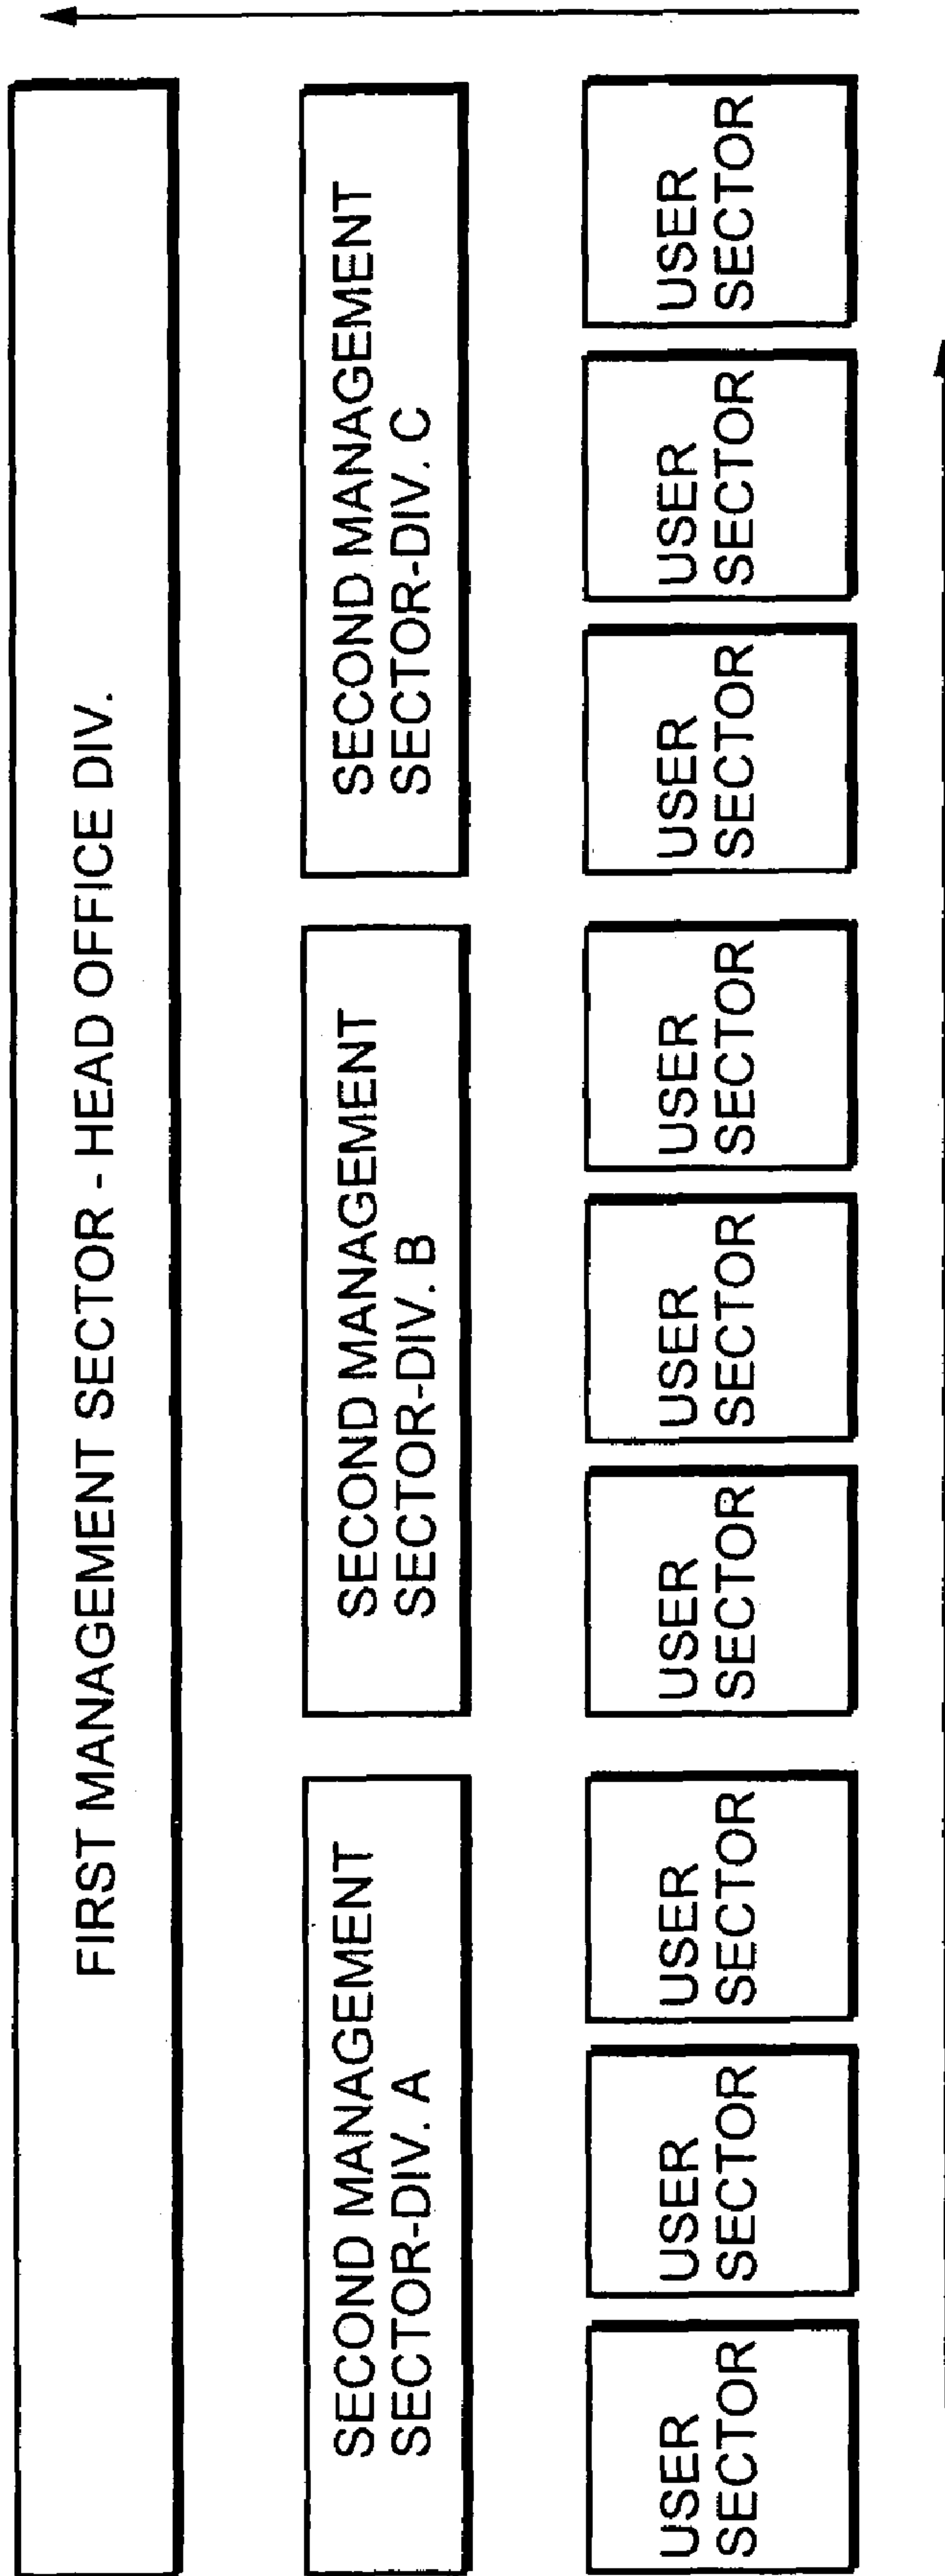 FIRST MANAGEMENT SECTOR - HEAD OFFICE DIV.
SECOND MANAGEMENT
SECTOR-DIV. A
SECOND MANAGEMENT
SECTOR-DIV. B
SECOND MANAGEMENT
SECTOR-DIV. C
USER
SECTOR
USER
SECTOR
USER
SECTOR
USER
SECTOR
USER
SECTOR
USER
SECTOR
USER
SECTOR
USER
SECTOR
USER
SECTOR